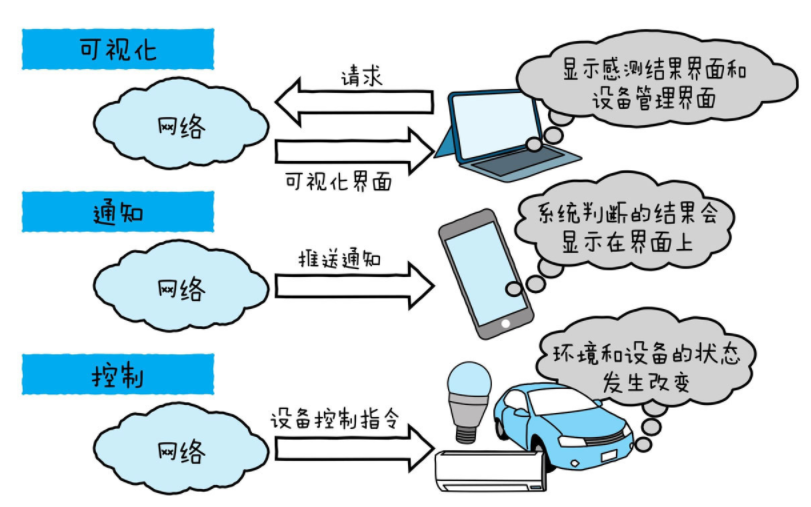 可视化
请求
网络
可视化界面
显示感测结果界面和
设备管理界面
通知
推送通知
网络
系统判断的结果会
显示在界面上
控制
设备控制指令
网络
环境和设备的状态
发生改变